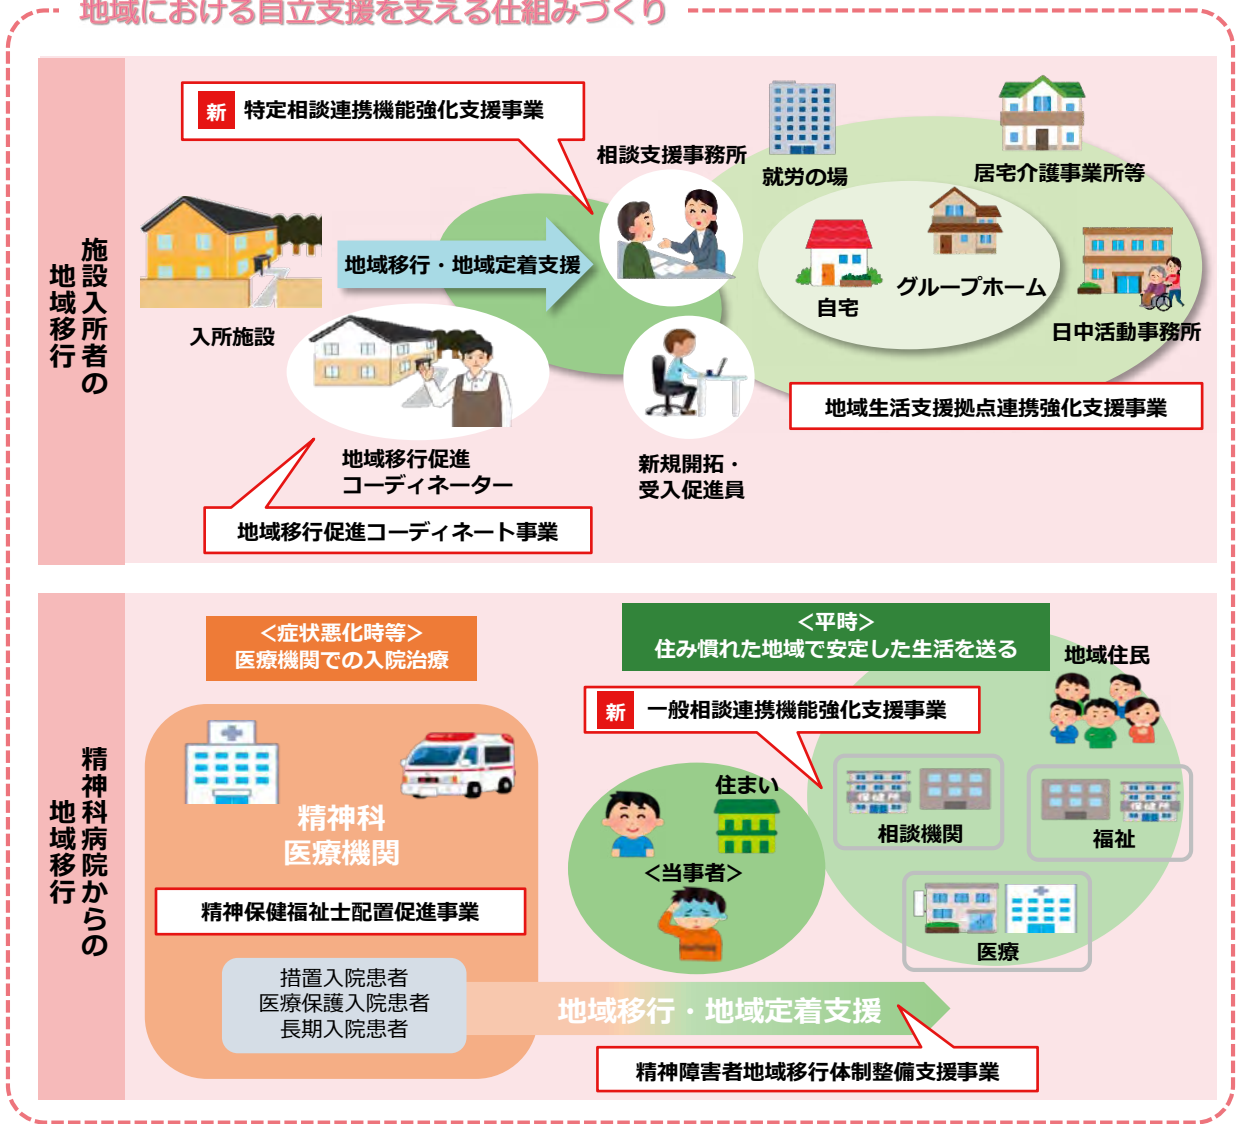 地域における自立支援を支える仕組みづくり
施設入所者の
地域移行
新 特定相談連携機能強化支援事業
相談支援事務所
就労の場
居宅介護事業所等
地域移行・地域定着支援
入所施設
自宅
グループホーム
日中活動事務所
地域生活支援拠点連携強化支援事業
地域移行促進
コーディネーター
新規開拓・
受入促進員
地域移行促進コーディネート事業
精神科病院からの
地域移行
<症状悪化時等>
医療機関での入院治療
<平時>
住み慣れた地域で安定した生活を送る
地域住民
新 一般相談連携機能強化支援事業
精神科
医療機関
住まい
<当事者>
保健所
相談機関
保健所
福祉
医療
精神保健福祉士配置促進事業
措置入院患者
医療保護入院患者
長期入院患者
地域移行・地域定着支援
精神障害者地域移行体制整備支援事業